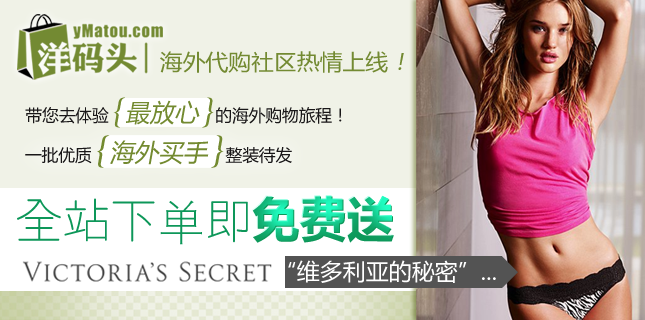 yMatou.com
洋码头
海外代购社区热情上线！
带您去体验{最放心}的海外购物旅程！
一批优质{海外买手}整装待发
全站下单即免费送
VICTORIA'S SECRET “维多利亚的秘密”...